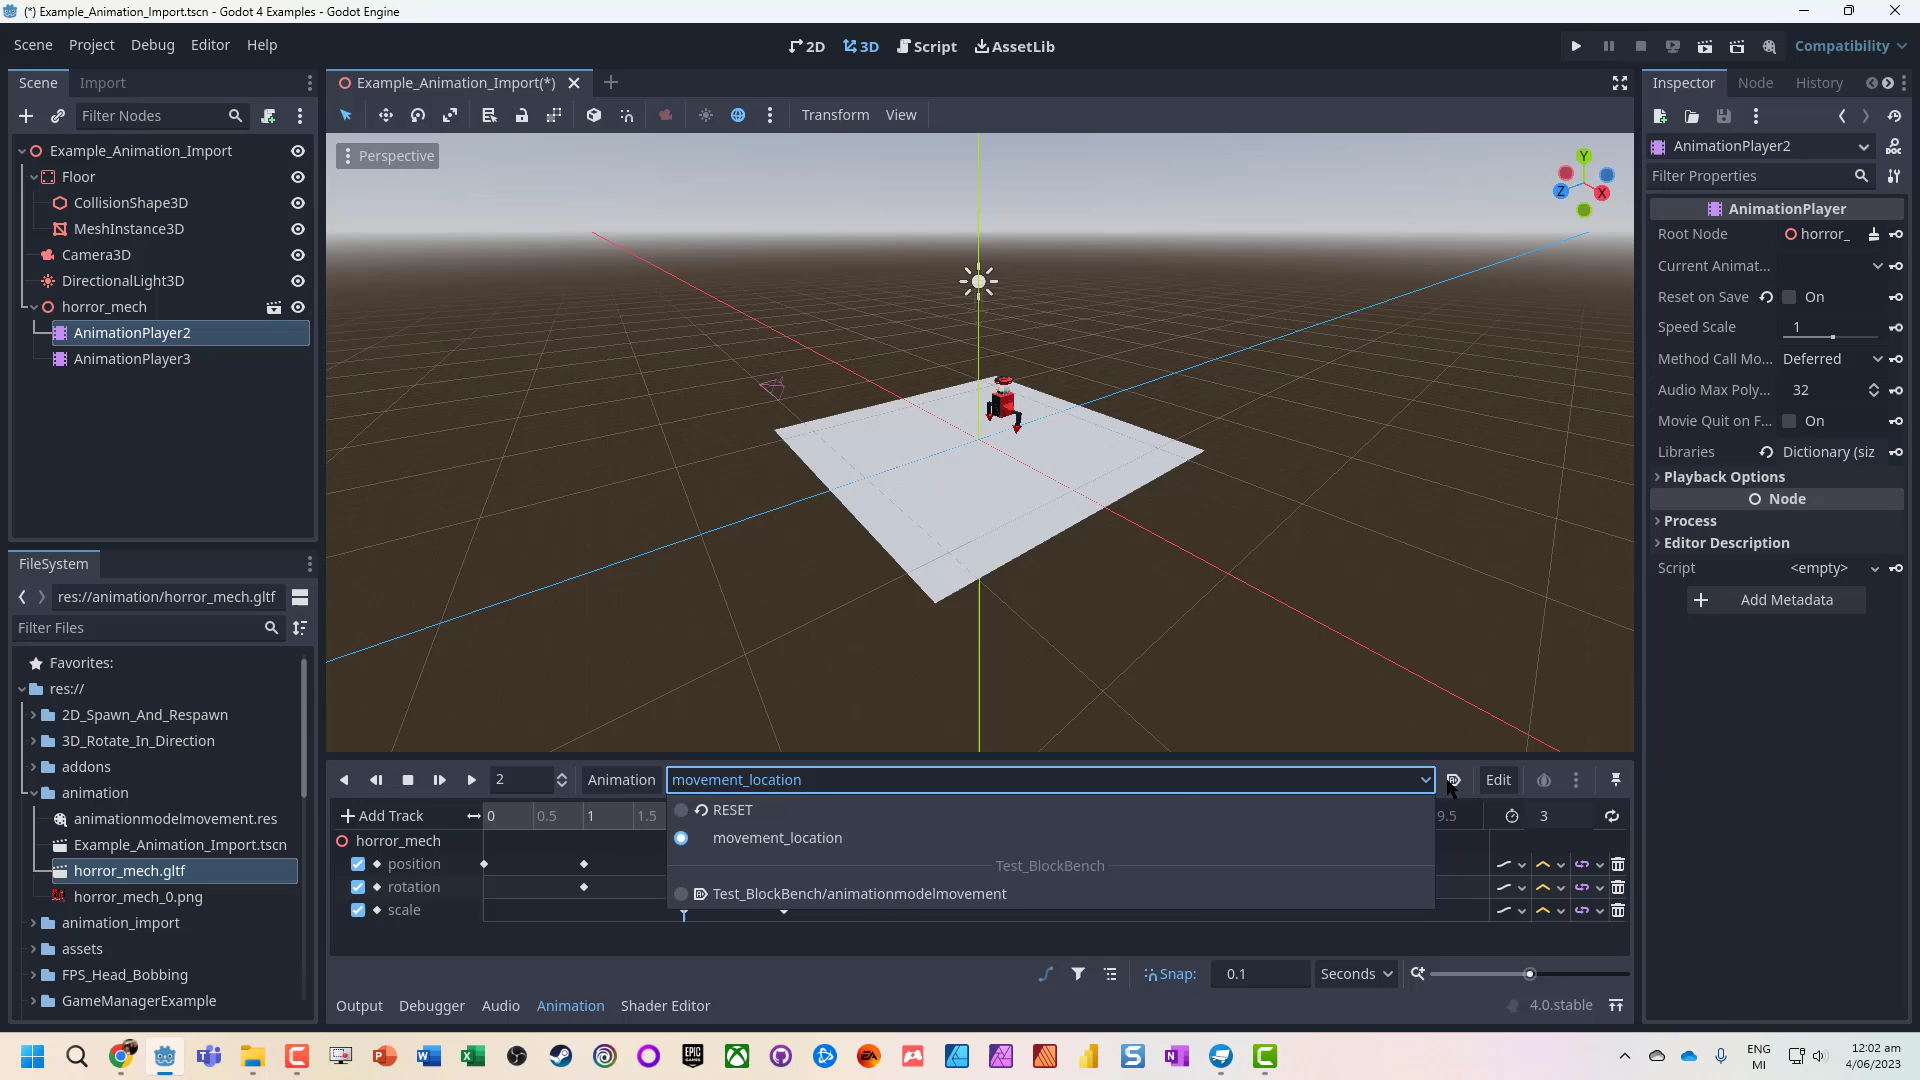 (*) Example_Animation_Import.tscn - Godot 4 Examples - Godot Engine
Scene Project Debug Editor Help
2D 3D Script AssetLib
Compatibility
Scene Import
Filter Nodes
Example_Animation_Import
Floor
CollisionShape3D
MeshInstance3D
Camera3D
DirectionalLight3D
horror_mech
AnimationPlayer2
AnimationPlayer3
FileSystem
res://animation/horror_mech.gltf
Filter Files
Favorites:
res://
2D_Spawn_And_Respawn
3D_Rotate_In_Direction
addons
animation
animationmodelmovement.res
Example_Animation_Import.tscn
horror_mech.gltf
horror_mech_0.png
animation_import
assets
FPS_Head_Bobbing
GameManagerExample
Example_Animation_Import(*)
Transform View
Perspective
Y
Z X
2 Animation movement_location Edit
RESET
movement_location
Test_BlockBench
Test_BlockBench/animationmodelmovement
Add Track 0 0.5 1 1.5 9.5 3
horror_mech
position
rotation
scale
Snap: 0.1 Seconds
Output Debugger Audio Animation Shader Editor 4.0.stable
Inspector Node History
AnimationPlayer2
Filter Properties
AnimationPlayer
Root Node horror_
Current Animat...
Reset on Save On
Speed Scale 1
Method Call Mo... Deferred
Audio Max Poly... 32
Movie Quit on F... On
Libraries Dictionary (siz
Playback Options
Node
Process
Editor Description
Script <empty>
Add Metadata
ENG
MI
12:02 am
4/06/2023